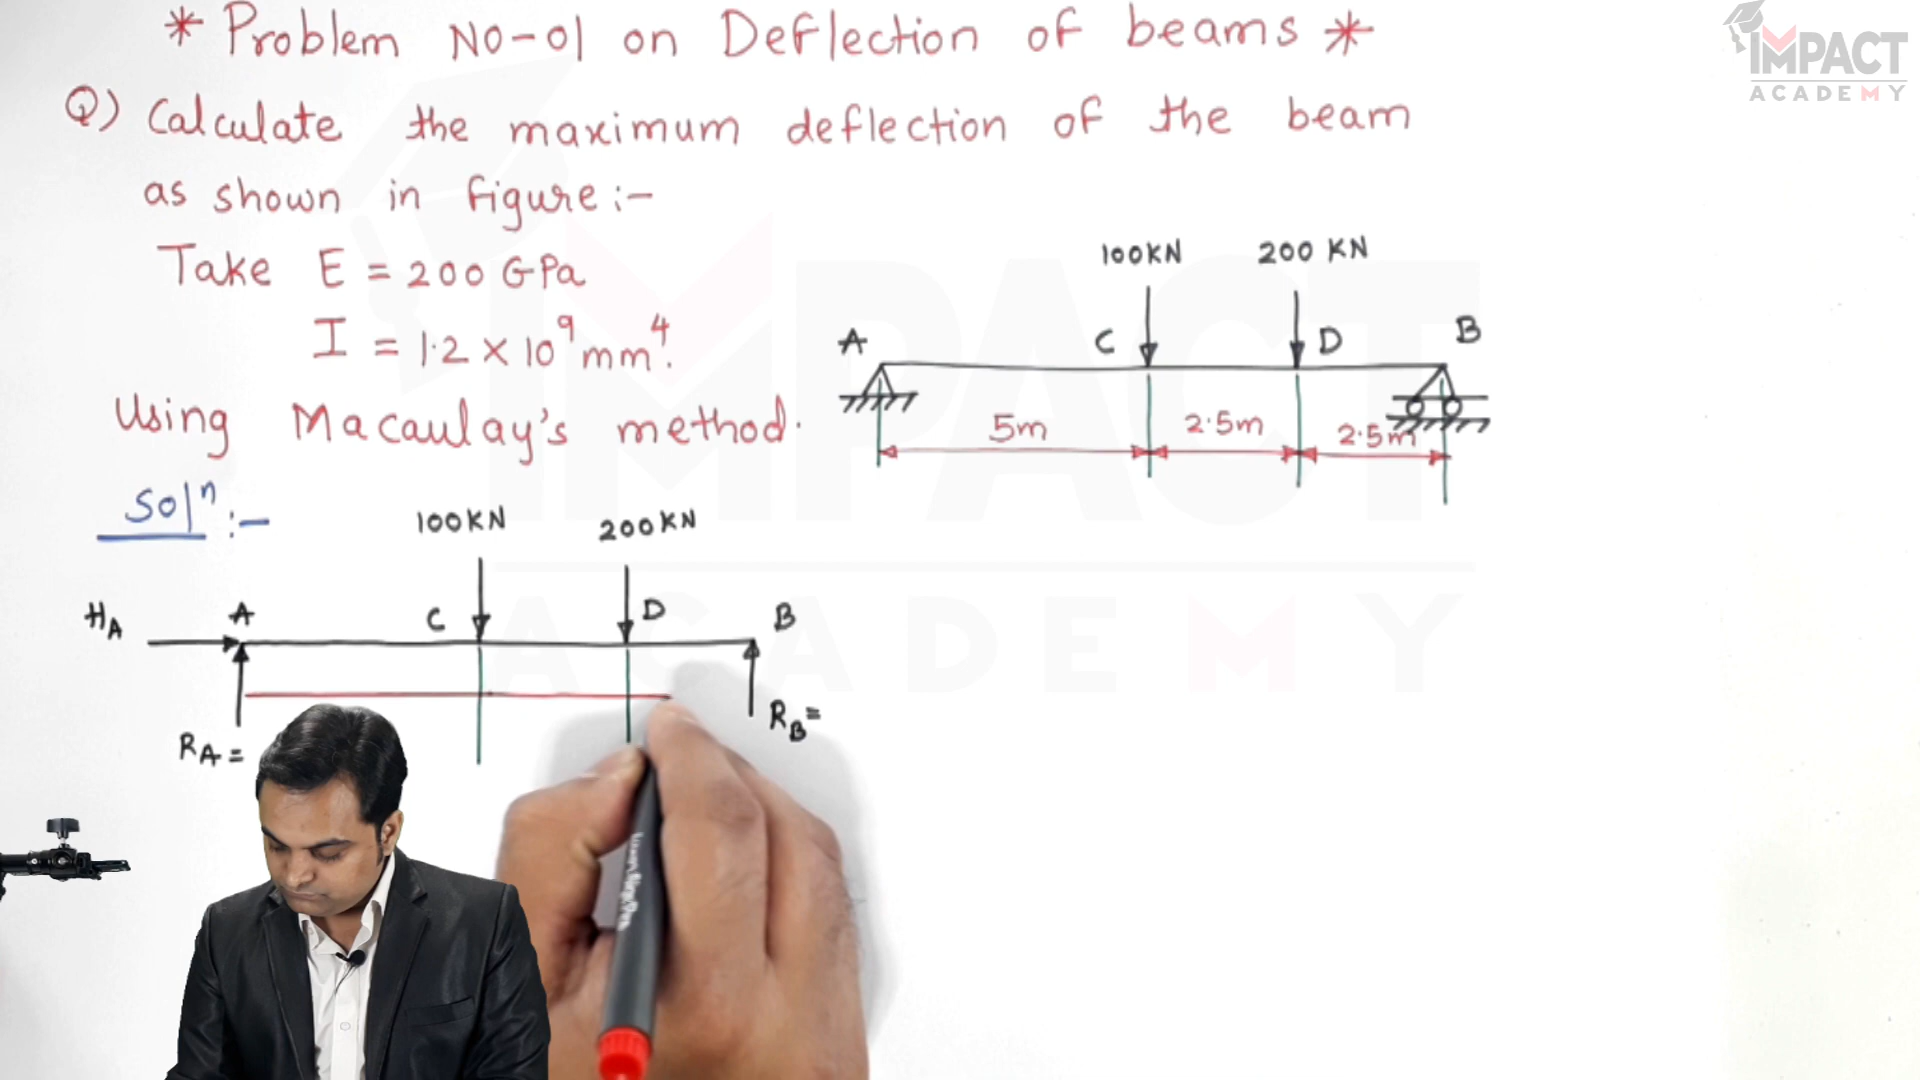 * Problem No-01 on Deflection of beams *
IMPACT
ACADEMY
Q) Calculate the maximum deflection of the beam
as shown in figure:-
Take E = 200 GPa
I = 1.2 × 10⁹ mm⁴.
Using Macaulay's method.
100KN 200 KN
A C D B
5m 2.5m 2.5m
Solⁿ:-
100KN 200KN
HA A C D B
RA= RB=
IMPACT
ACADEMY